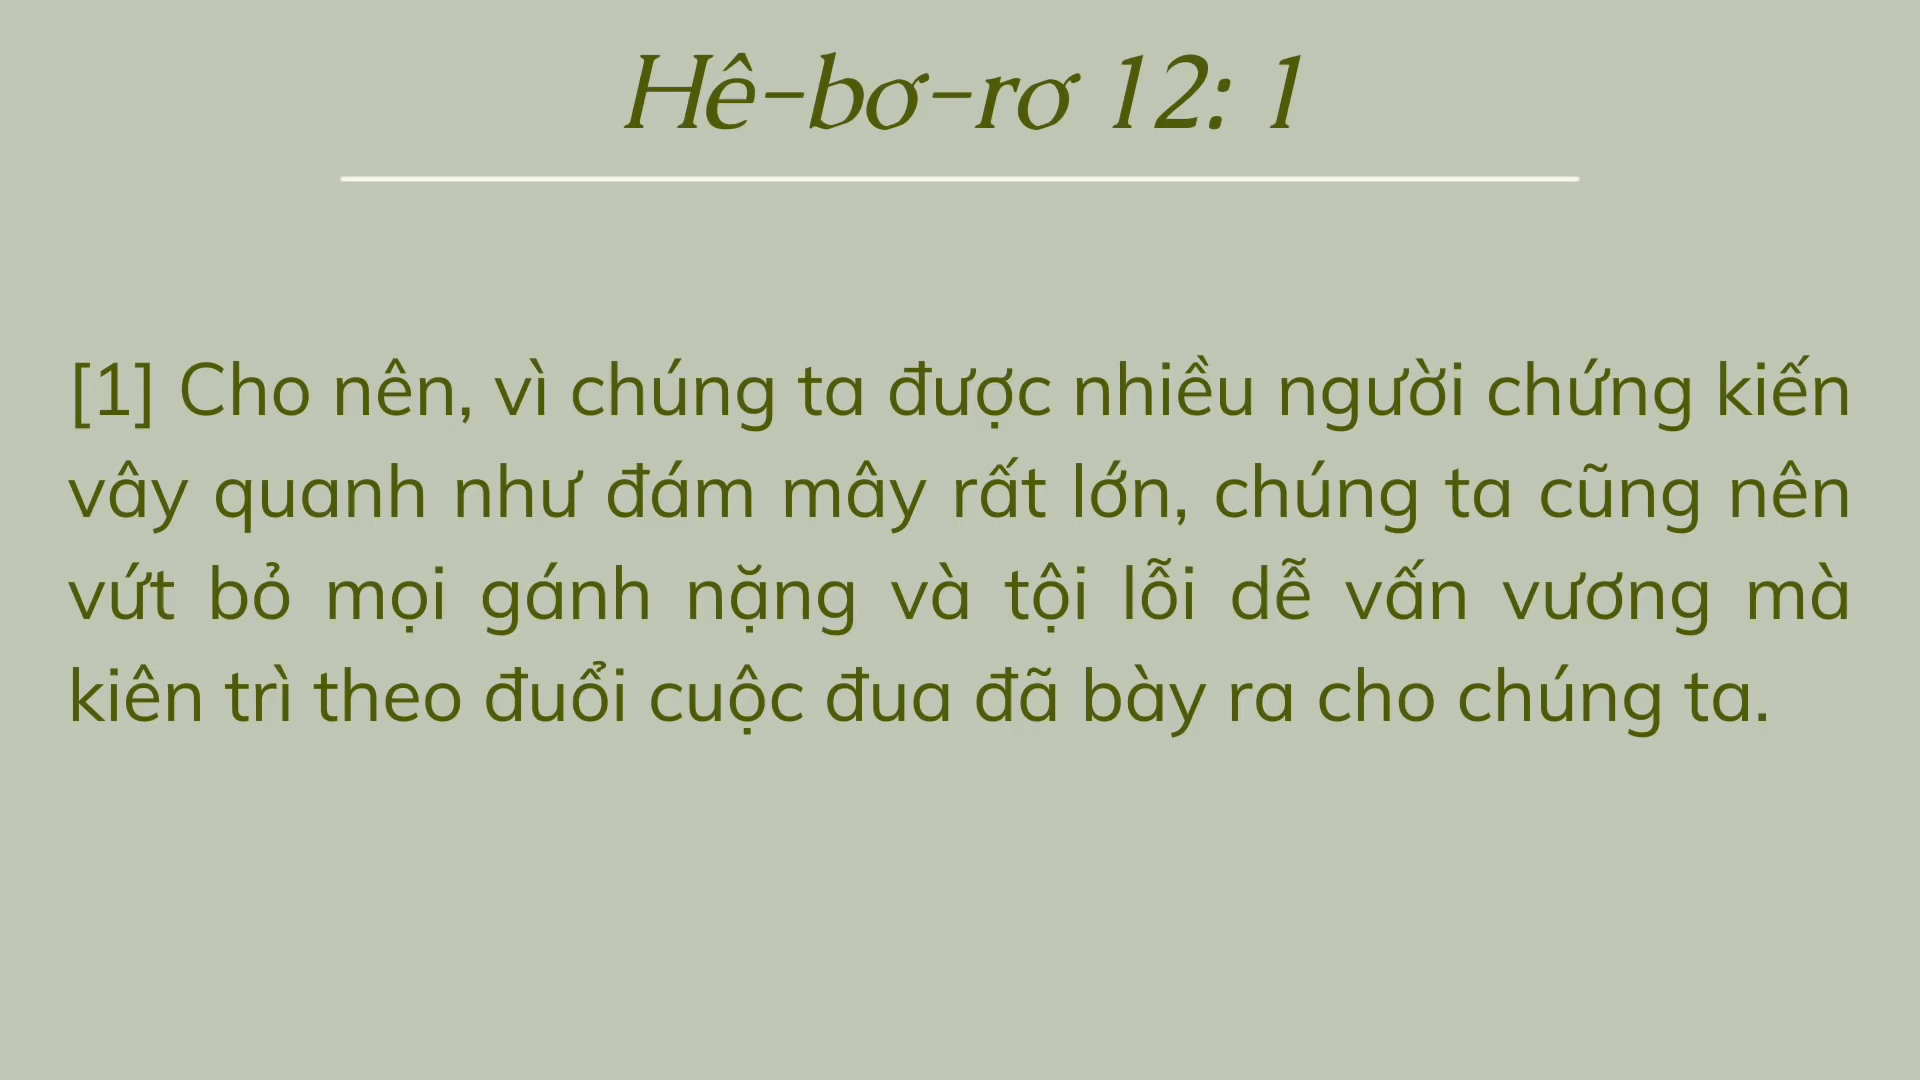 Hê-bơ-rơ 12: 1
[1] Cho nên, vì chúng ta được nhiều người chứng kiến
vây quanh như đám mây rất lớn, chúng ta cũng nên
vứt bỏ mọi gánh nặng và tội lỗi dễ vấn vương mà
kiên trì theo đuổi cuộc đua đã bày ra cho chúng ta.